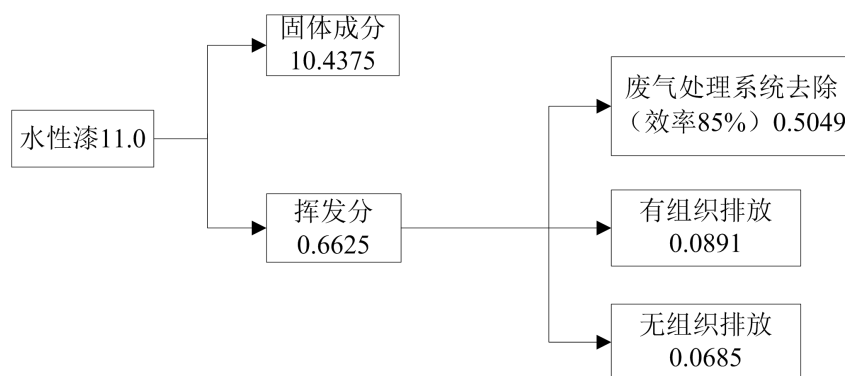 固体成分
10.4375
水性漆11.0
挥发分
0.6625
废气处理系统去除
（效率85%）0.5049
有组织排放
0.0891
无组织排放
0.0685